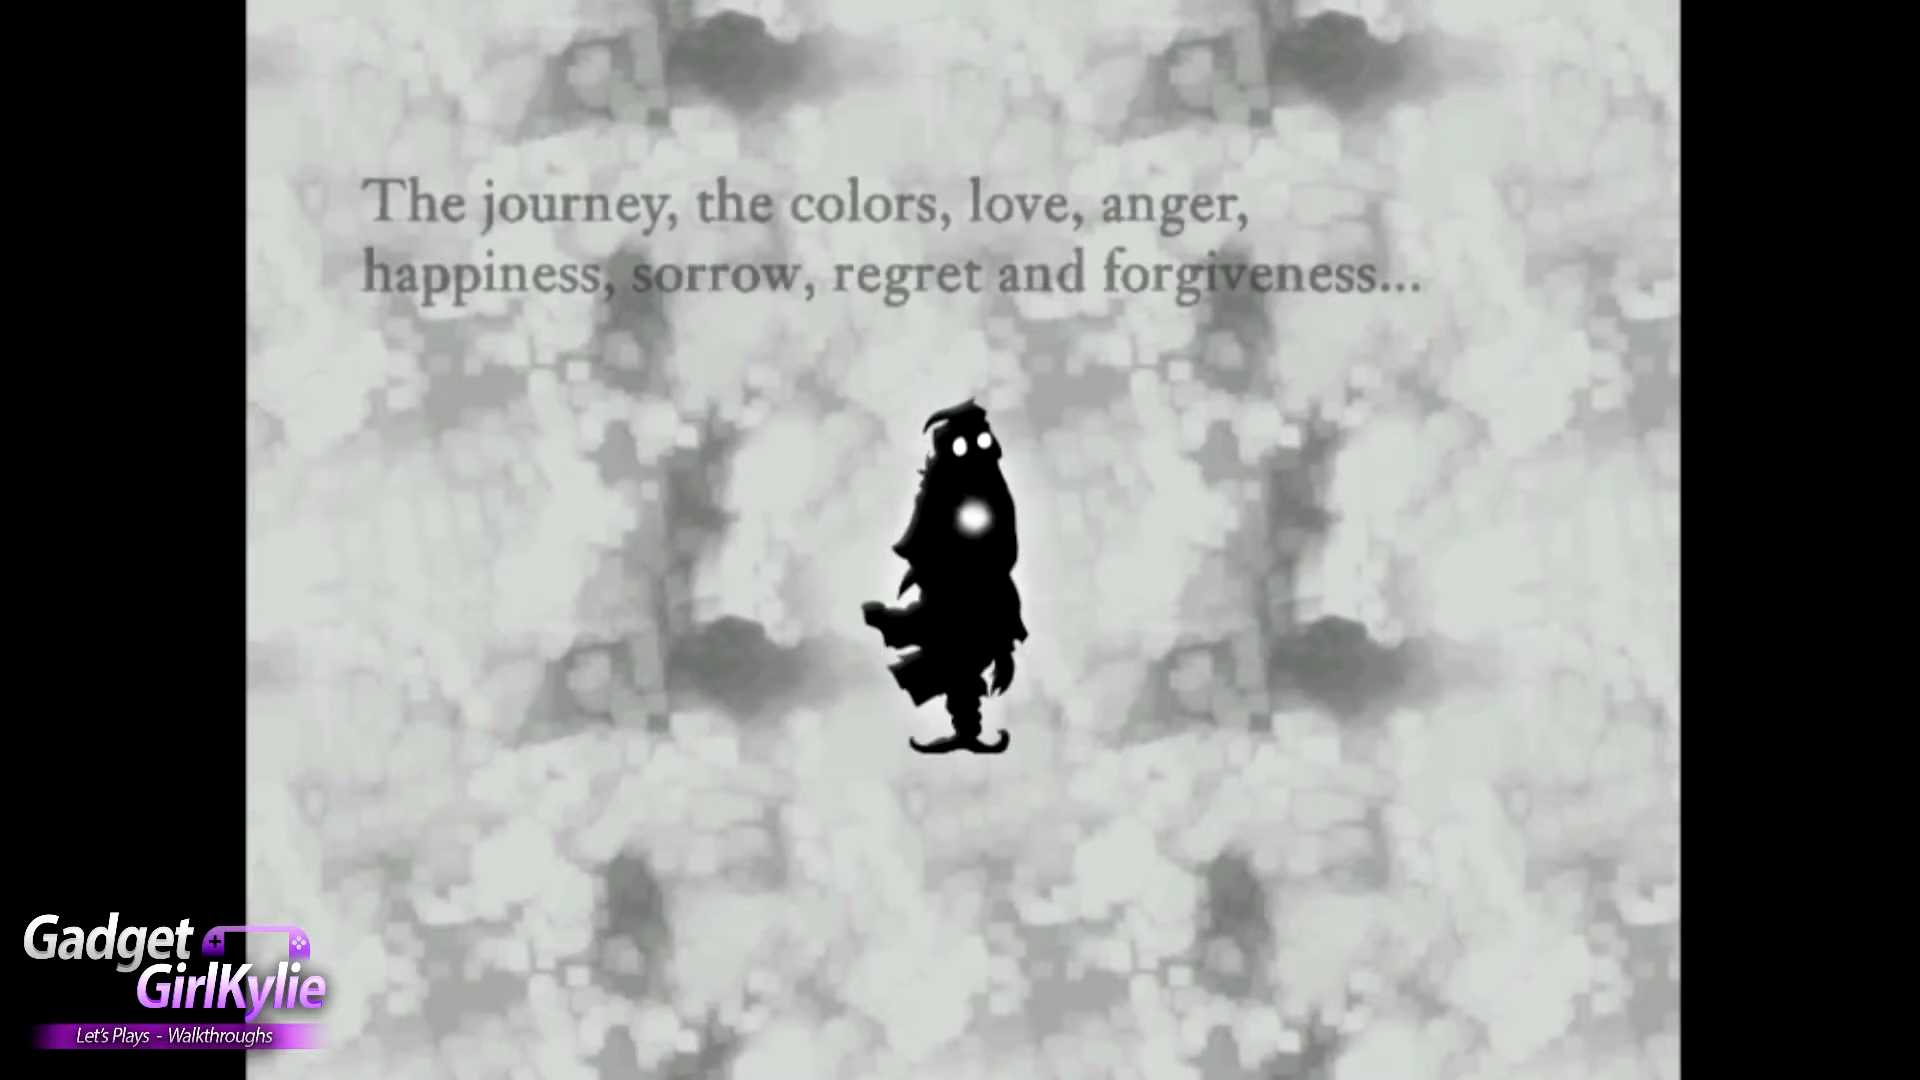 The journey, the colors, love, anger,
happiness, sorrow, regret and forgiveness...
Gadget
GirlKylie
Let's Plays - Walkthroughs